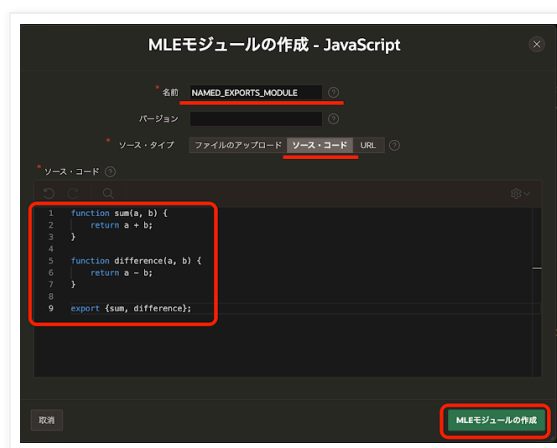 MLEモジュールの作成 - JavaScript
* 名前 NAMED_EXPORTS_MODULE
バージョン
* ソース・タイプ ファイルのアップロード ソース・コード URL
* ソース・コード
1 function sum(a, b) {
2 return a + b;
3 }
4
5 function difference(a, b) {
6 return a - b;
7 }
8
9 export {sum, difference};
取消 MLEモジュールの作成